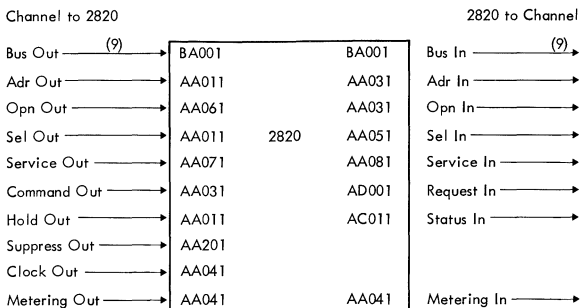 Channel to 2820 2820 to Channel
Bus Out (9) BA001 BA001 Bus In (9)
Adr Out AA011 AA031 Adr In
Opn Out AA061 AA031 Opn In
Sel Out AA011 2820 AA051 Sel In
Service Out AA071 AA081 Service In
Command Out AA031 AD001 Request In
Hold Out AA011 AC011 Status In
Suppress Out AA201
Clock Out AA041
Metering Out AA041 AA041 Metering In